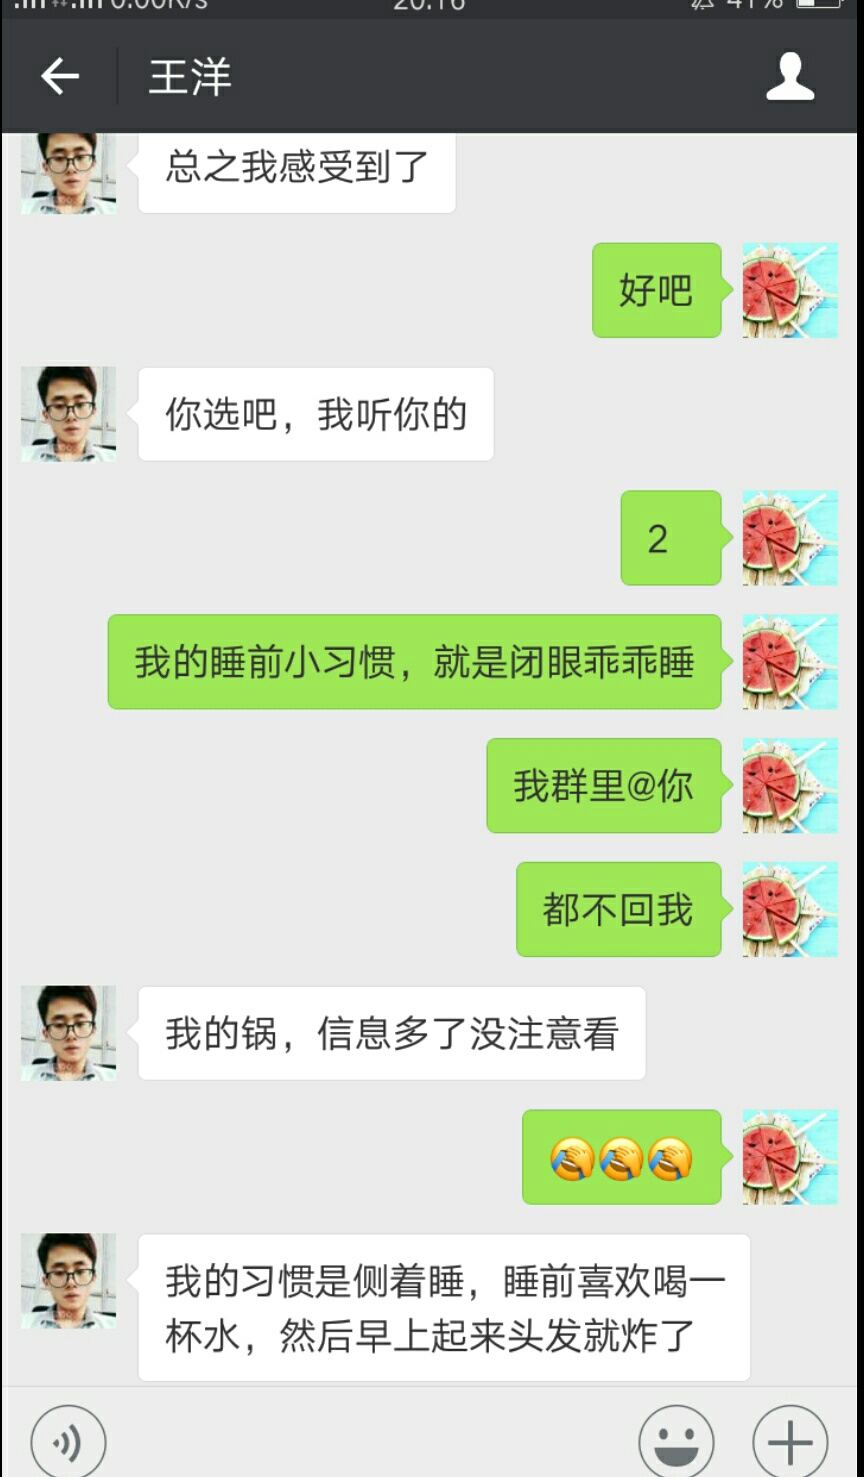 0.00K/s 20:16 41%
王洋
总之我感受到了
好吧
你选吧，我听你的
2
我的睡前小习惯，就是闭眼乖乖睡
我群里@你
都不回我
我的锅，信息多了没注意看
🤦🤦🤦
我的习惯是侧着睡，睡前喜欢喝一
杯水，然后早上起来头发就炸了